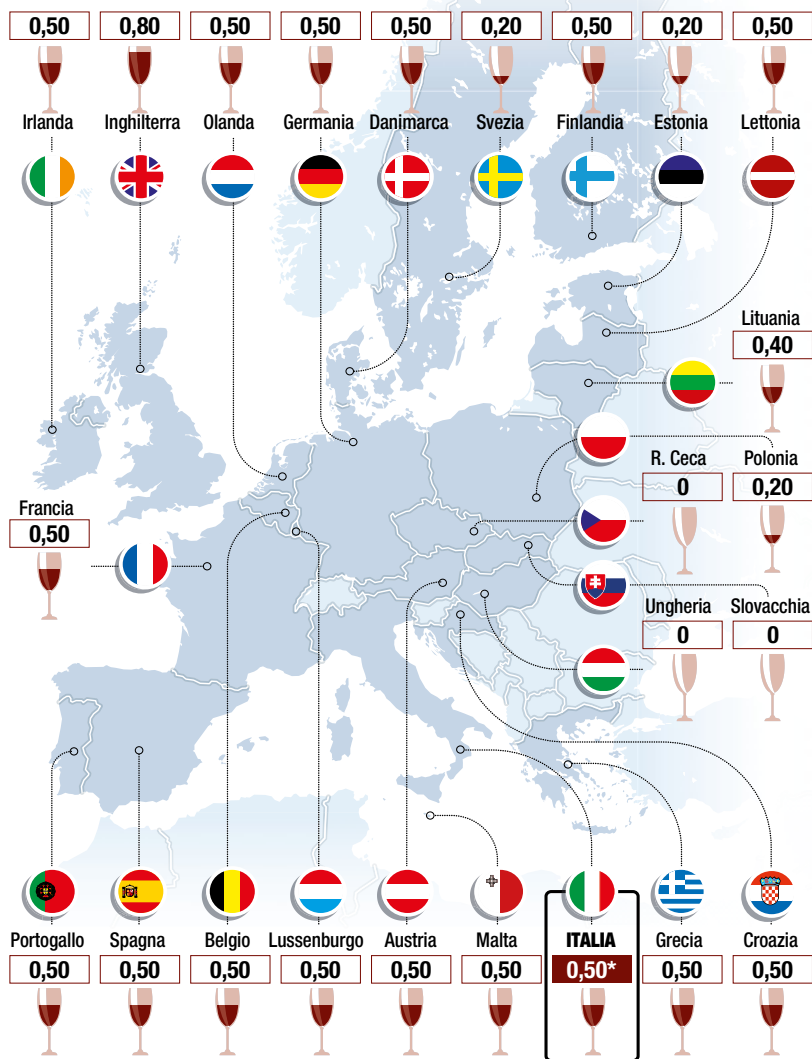 0,50 0,80 0,50 0,50 0,50 0,20 0,50 0,20 0,50
Irlanda Inghilterra Olanda Germania Danimarca Svezia Finlandia Estonia Lettonia
Lituania
0,40
R. Ceca Polonia
0 0,20
Francia
0,50
Ungheria Slovacchia
0 0
Portogallo Spagna Belgio Lussenburgo Austria Malta ITALIA Grecia Croazia
0,50 0,50 0,50 0,50 0,50 0,50 0,50* 0,50 0,50